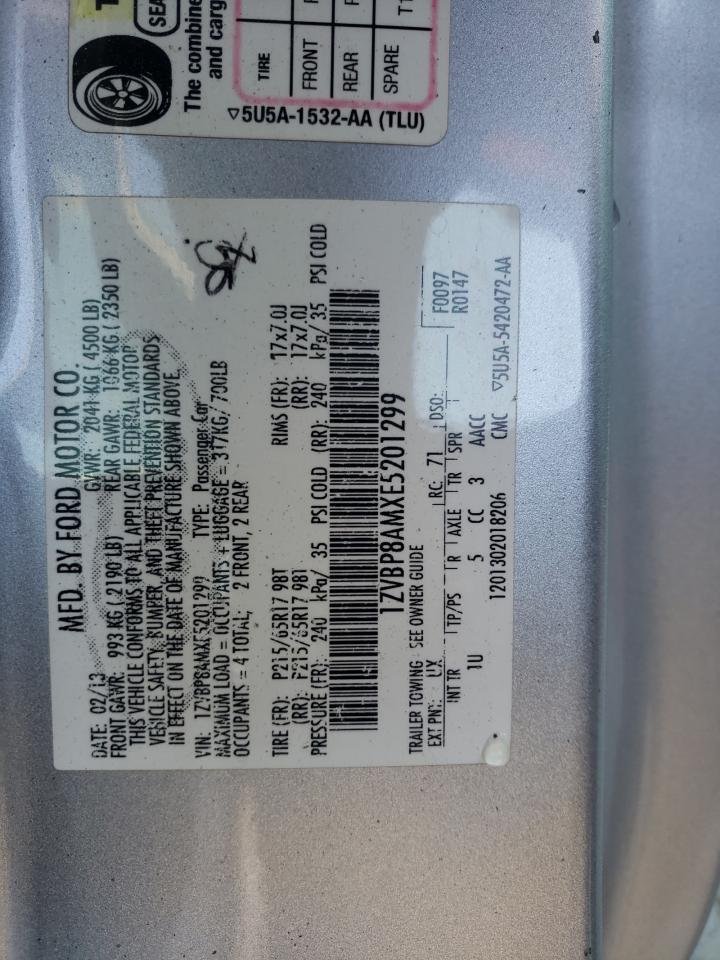 SEA
The combine
and carg
TIRE
FRONT
REAR
SPARE T1
▽5U5A-1532-AA (TLU)
MFD. BY FORD MOTOR CO.
DATE: 02/13 GVWR: 2041 KG ( 4500 LB)
FRONT GAWR: 993 KG ( 2190 LB) REAR GAWR: 1066 KG ( 2350 LB)
THIS VEHICLE CONFORMS TO ALL APPLICABLE FEDERAL MOTOR
VEHICLE SAFETY, BUMPER, AND THEFT PREVENTION STANDARDS
IN EFFECT ON THE DATE OF MANUFACTURE SHOWN ABOVE.
VIN: 1ZVBP8AMXE5201299 TYPE: Passenger Car
MAXIMUM LOAD = OCCUPANTS + LUGGAGE = 317KG/ 700LB
OCCUPANTS = 4 TOTAL; 2 FRONT, 2 REAR
TIRE (FR): P215/65R17 98T RIMS (FR): 17x7.0J
(RR): P215/65R17 98T (RR): 17x7.0J
PRESSURE (FR): 240 kPa/ 35 PSI COLD (RR): 240 kPa/ 35 PSI COLD
1ZVBP8AMXE5201299
TRAILER TOWING SEE OWNER GUIDE F0097
EXT PNT: UX RC: 71 DSO: R0147
INT TR TP/PS R AXLE TR SPR
1U 5 CC 3 AACC
1201302018206 CMC ▽5U5A-5420472-AA